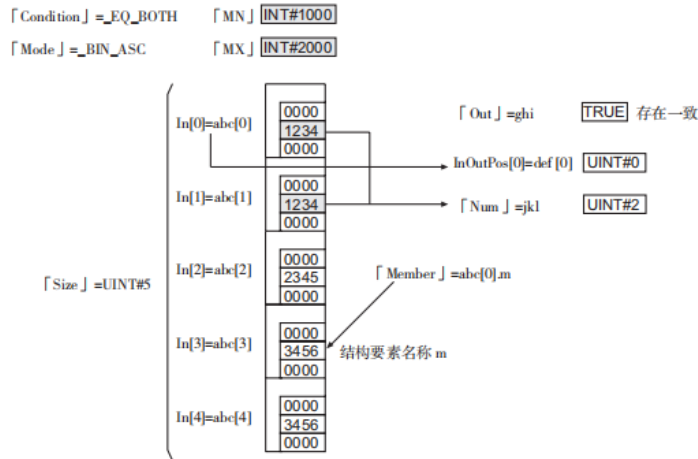 「Condition」=_EQ_BOTH 「MN」 INT#1000
「Mode」=_BIN_ASC 「MX」 INT#2000
In[0]=abc[0]
0000
1234
0000
「Out」=ghi TRUE 存在一致
InOutPos[0]=def [0] UINT#0
In[1]=abc[1]
0000
1234
0000
「Num」=jkl UINT#2
「Size」=UINT#5
In[2]=abc[2]
0000
2345
0000
「Member」=abc[0].m
In[3]=abc[3]
0000
3456
0000
结构要素名称 m
In[4]=abc[4]
0000
3456
0000